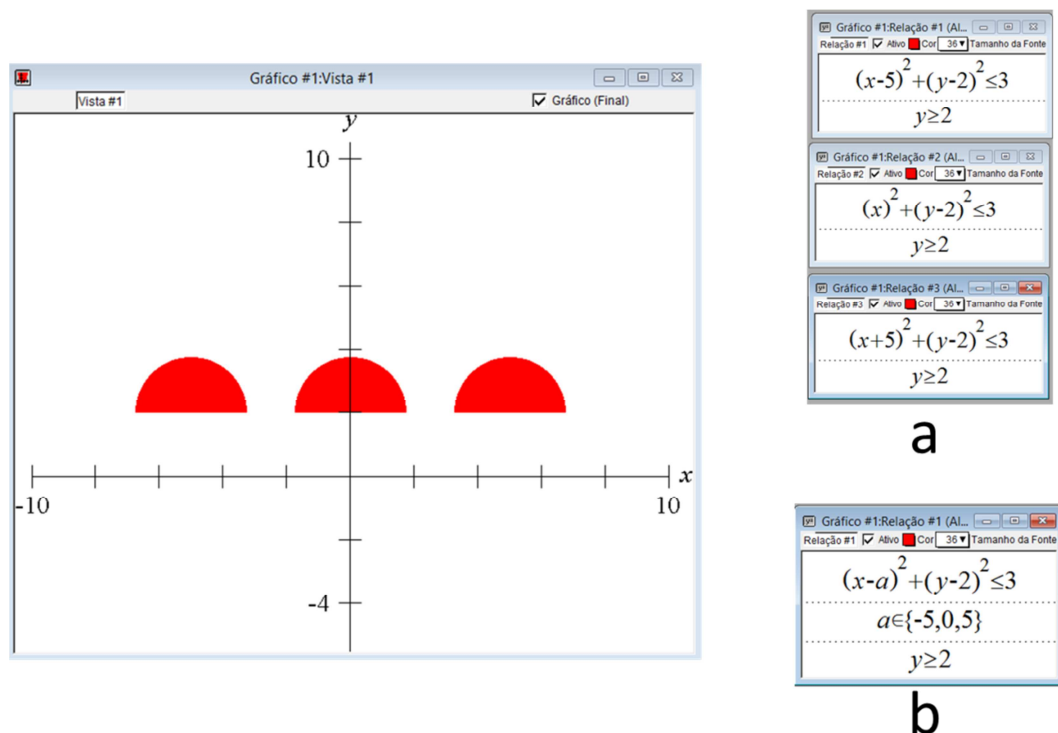 Gráfico #1:Vista #1
Vista #1 Gráfico (Final)
y
10
-10 10 x
-4
Gráfico #1:Relação #1 (Al...
Relação #1 Ativo Cor 36 Tamanho da Fonte
(x-5)²+(y-2)²≤3
y≥2
Gráfico #1:Relação #2 (Al...
Relação #2 Ativo Cor 36 Tamanho da Fonte
(x)²+(y-2)²≤3
y≥2
Gráfico #1:Relação #3 (Al...
Relação #3 Ativo Cor 36 Tamanho da Fonte
(x+5)²+(y-2)²≤3
y≥2
a
Gráfico #1:Relação #1 (Al...
Relação #1 Ativo Cor 36 Tamanho da Fonte
(x-a)²+(y-2)²≤3
a∈{-5,0,5}
y≥2
b